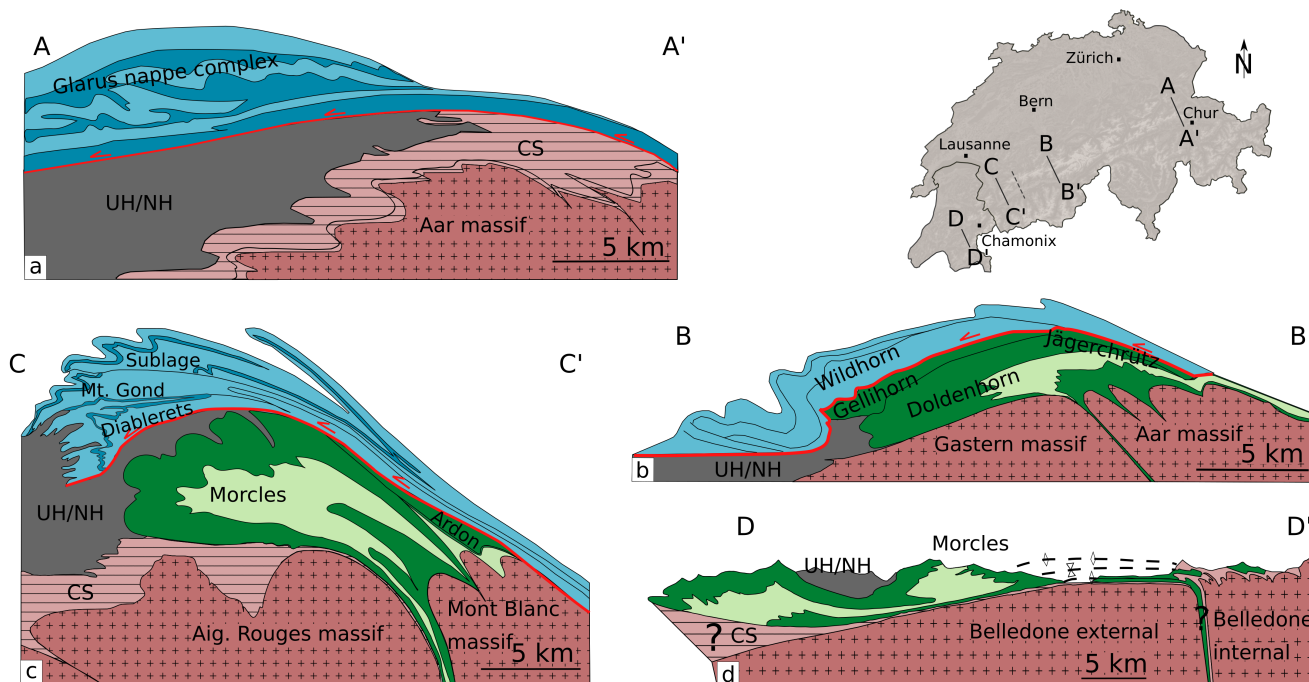 A
A'
Glarus nappe complex
CS
UH/NH
Aar massif
5 km
a
N
Zürich
Bern
A
Chur
A'
Lausanne
B
C
B'
C'
D
Chamonix
D'
C
C'
Sublage
Mt. Gond
Diablerets
Morcles
UH/NH
Ardon
CS
Aig. Rouges massif
Mont Blanc
massif
5 km
c
B
B
Jägerchrütz
Wildhorn
Gellihorn
Doldenhorn
Gastern massif
Aar massif
UH/NH
5 km
b
D
D'
Morcles
UH/NH
? CS
Belledone external
?
Belledone
internal
5 km
d